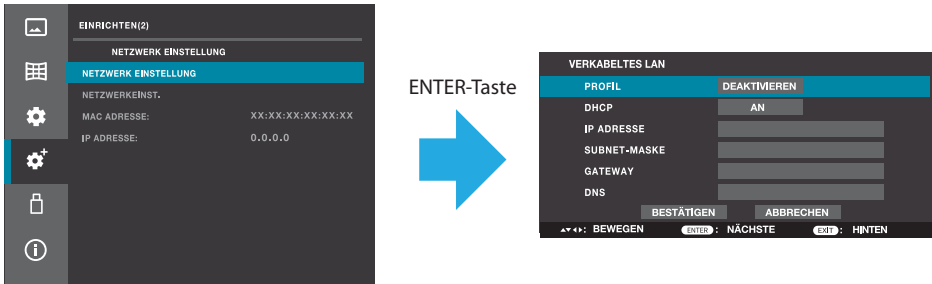 EINRICHTEN(2)
NETZWERK EINSTELLUNG
NETZWERK EINSTELLUNG
NETZWERKEINST.
MAC ADRESSE: XX:XX:XX:XX:XX:XX
IP ADRESSE: 0.0.0.0
ENTER-Taste
VERKABELTES LAN
PROFIL DEAKTIVIEREN
DHCP AN
IP ADRESSE
SUBNET-MASKE
GATEWAY
DNS
BESTÄTIGEN ABBRECHEN
: BEWEGEN ENTER : NÄCHSTE EXIT : HINTEN